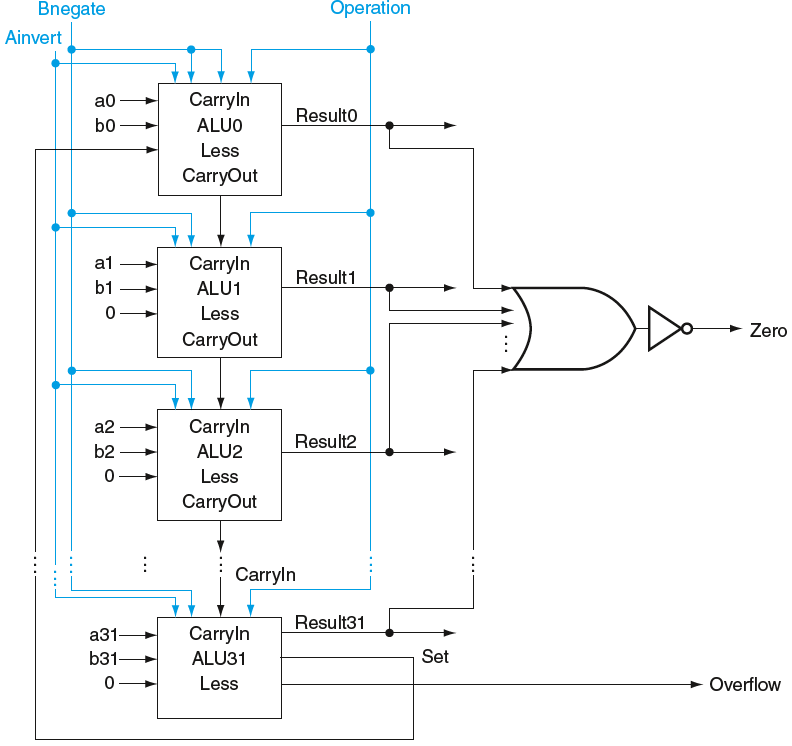 Bnegate
Operation
Ainvert
a0
CarryIn
b0
ALU0
Less
CarryOut
Result0
a1
CarryIn
b1
ALU1
0
Less
CarryOut
Result1
Zero
a2
CarryIn
b2
ALU2
0
Less
CarryOut
Result2
CarryIn
a31
CarryIn
b31
ALU31
0
Less
Result31
Set
Overflow